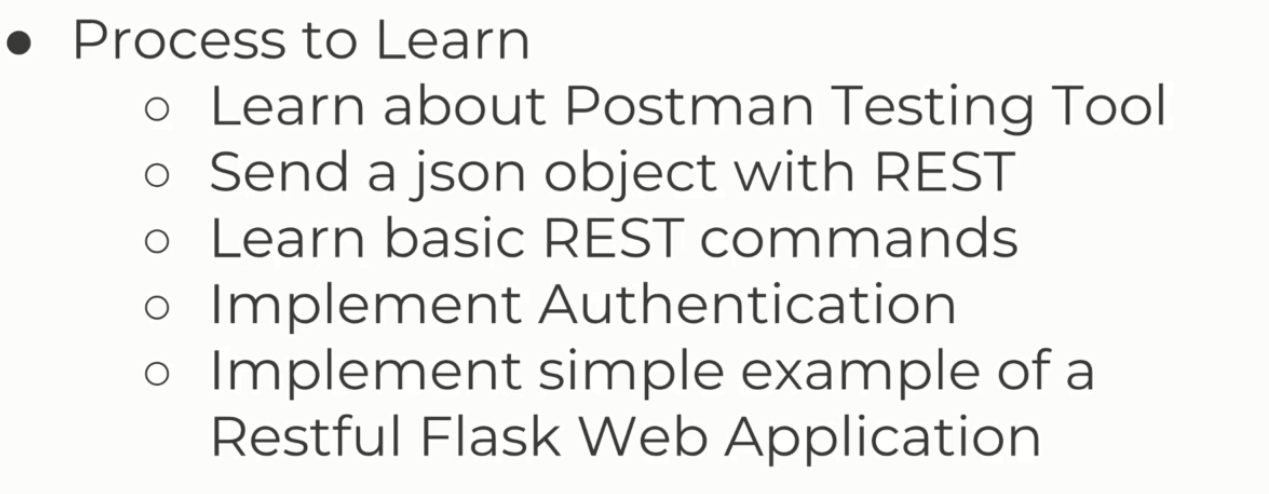 ● Process to Learn
○ Learn about Postman Testing Tool
○ Send a json object with REST
○ Learn basic REST commands
○ Implement Authentication
○ Implement simple example of a
Restful Flask Web Application